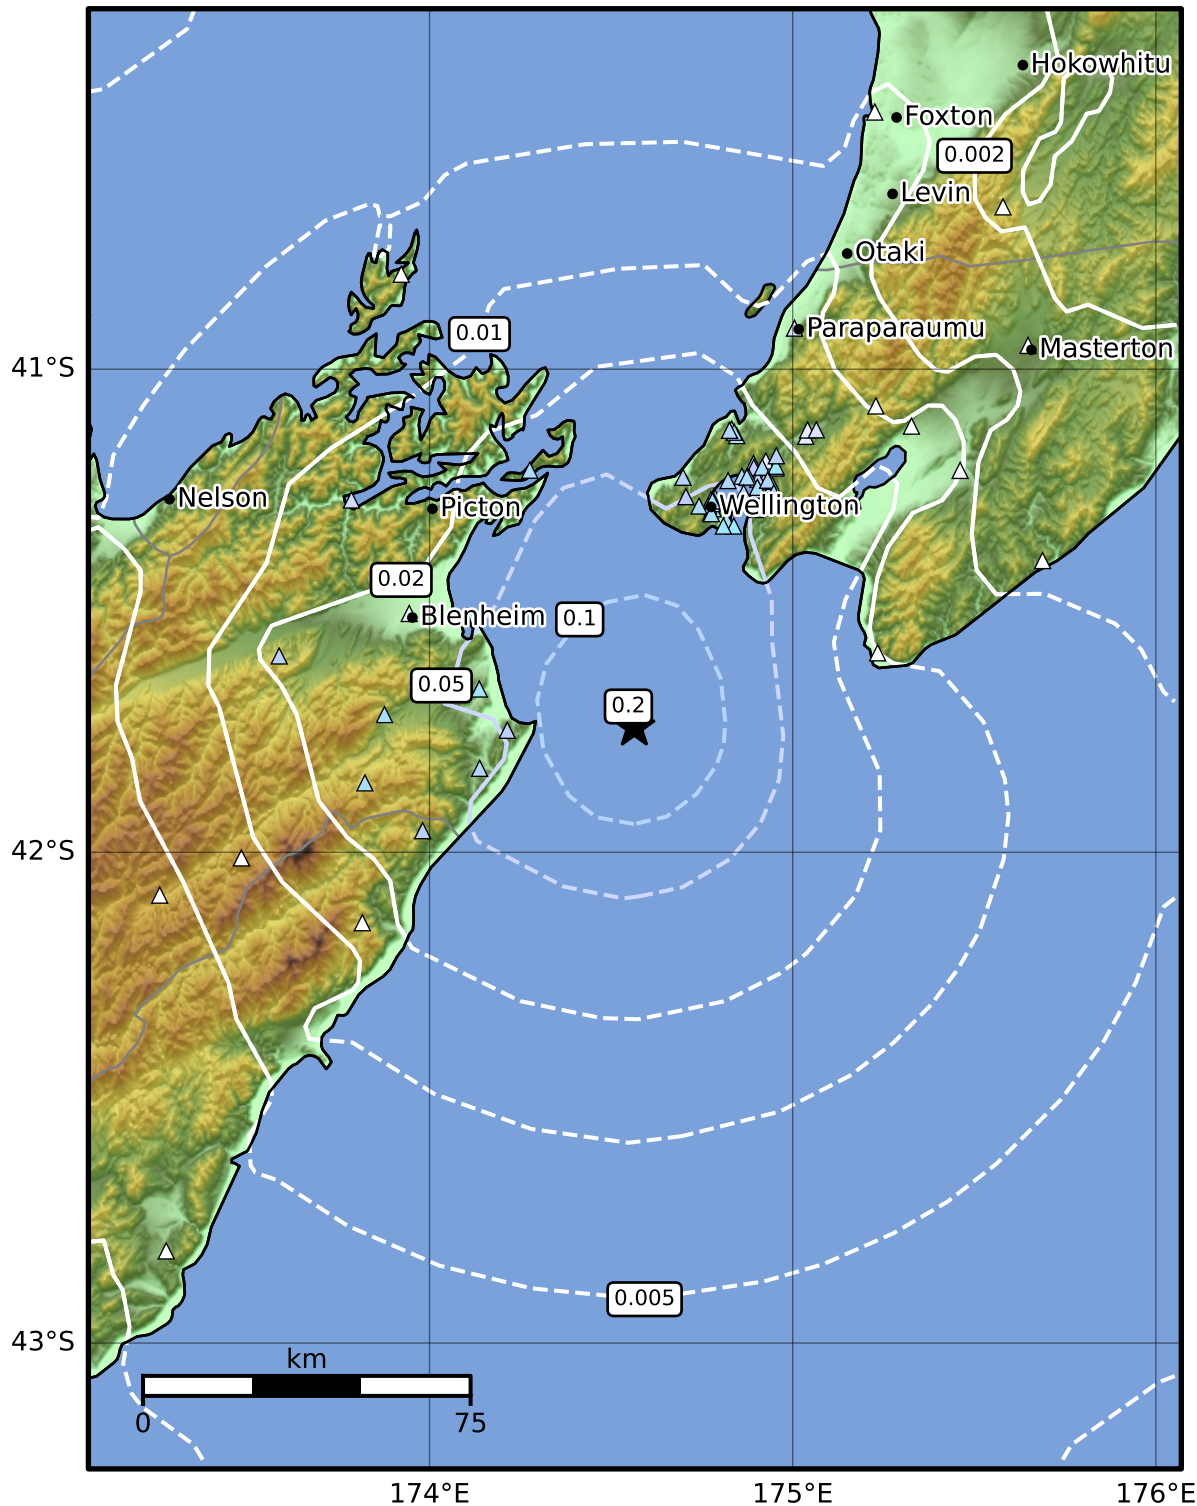 Hokowhitu
Foxton
0.002
Levin
Otaki
Paraparaumu
0.01
Masterton
41°S
Nelson
Picton
Wellington
0.02
Blenheim
0.1
0.05
0.2
42°S
0.005
43°S
km
0 75
174°E 175°E 176°E